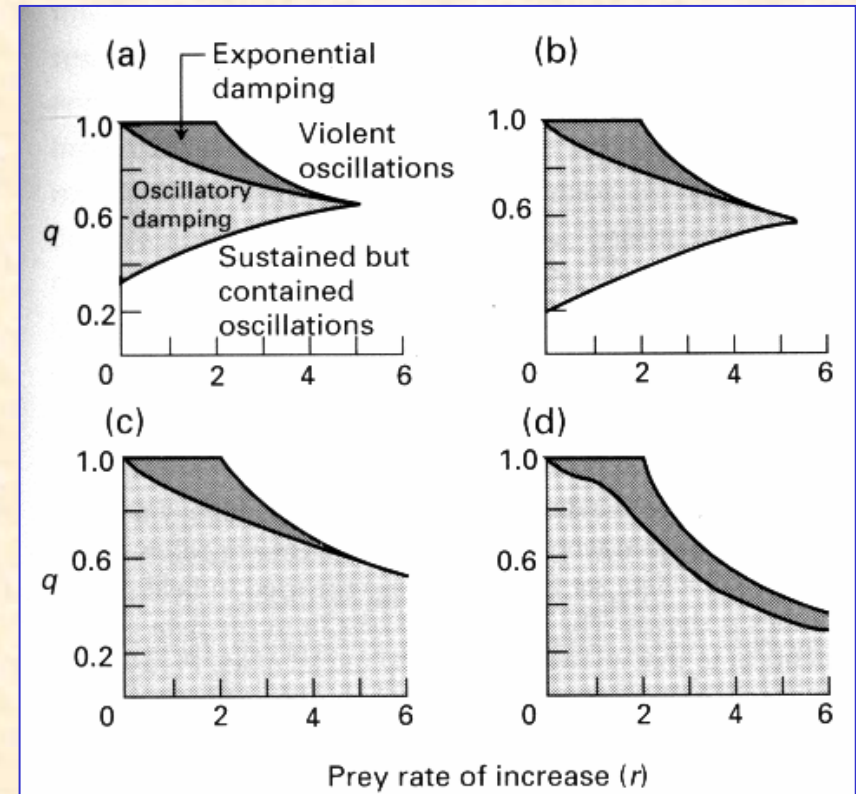 (a)
Exponential
damping
Violent
oscillations
Oscillatory
damping
Sustained but
contained
oscillations
1.0
0.6
0.2
q
0
2
4
6
(b)
1.0
0.6
0
2
4
6
(c)
1.0
0.6
0.2
q
0
2
4
6
(d)
1.0
0.6
0
2
4
6
Prey rate of increase (r)